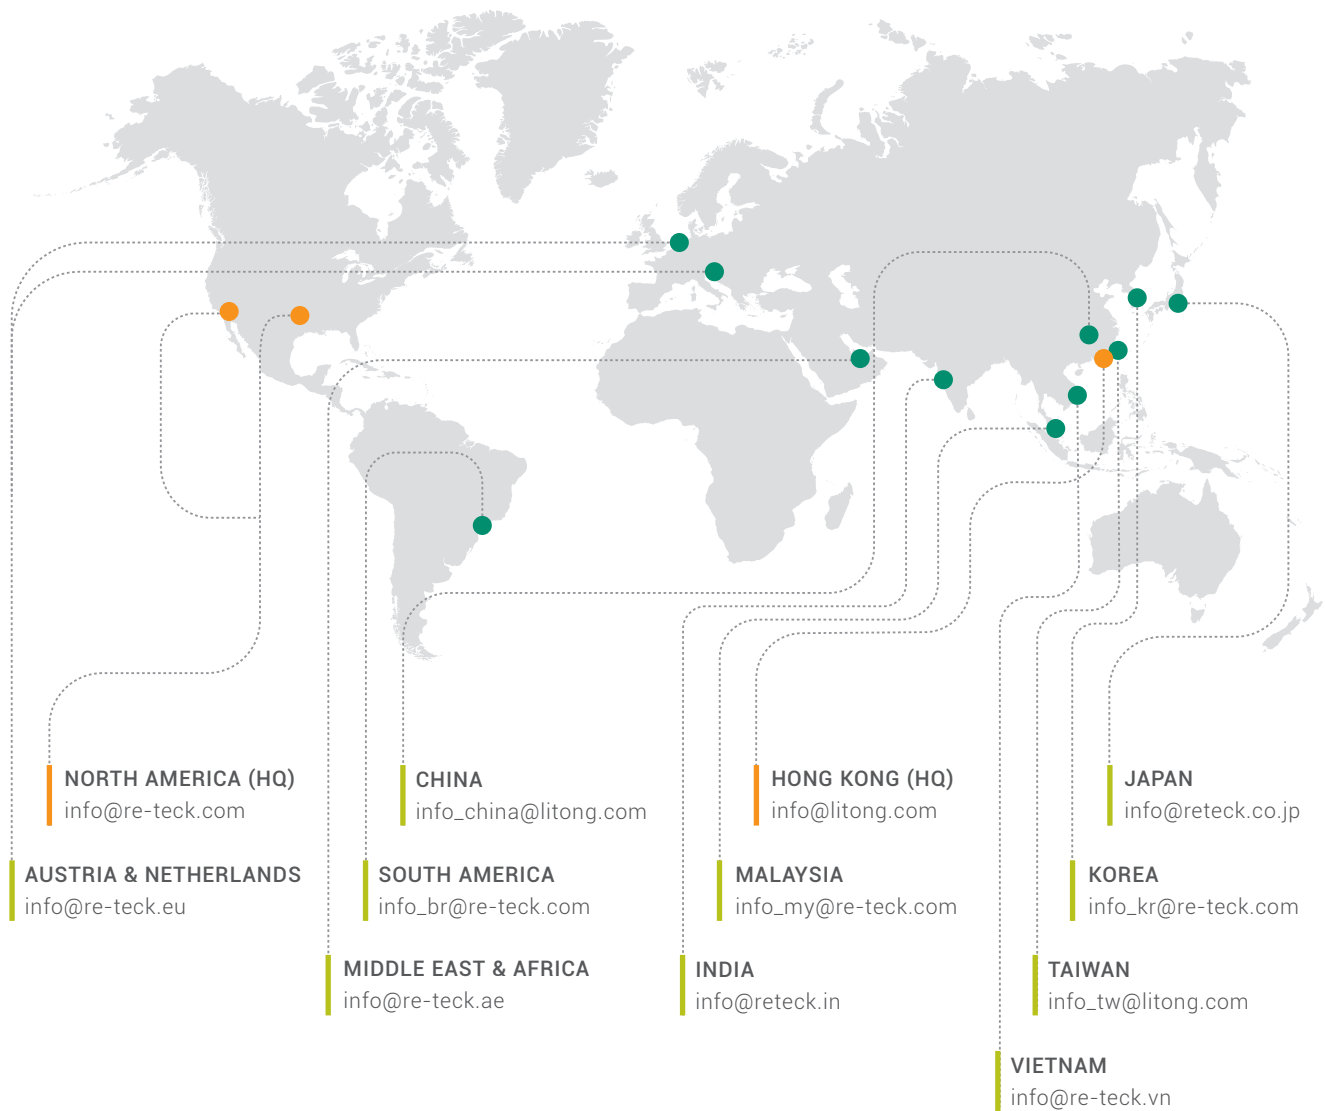 NORTH AMERICA (HQ)
info@re-teck.com
CHINA
info_china@litong.com
HONG KONG (HQ)
info@litong.com
JAPAN
info@reteck.co.jp
AUSTRIA & NETHERLANDS
info@re-teck.eu
SOUTH AMERICA
info_br@re-teck.com
MALAYSIA
info_my@re-teck.com
KOREA
info_kr@re-teck.com
MIDDLE EAST & AFRICA
info@re-teck.ae
INDIA
info@reteck.in
TAIWAN
info_tw@litong.com
VIETNAM
info@re-teck.vn